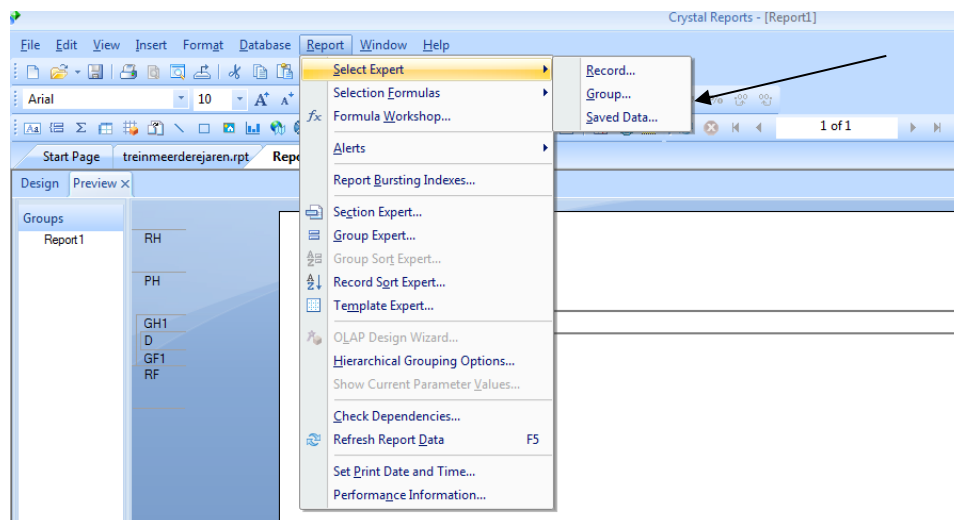 Crystal Reports - [Report1]
File Edit View Insert Format Database Report Window Help
Arial 10
1 of 1
Start Page treinmeerderejaren.rpt Repo
Design Preview
Groups
Report1
RH
PH
GH1
D
GF1
RF
Select Expert
Selection Formulas
Formula Workshop...
Alerts
Report Bursting Indexes...
Section Expert...
Group Expert...
Group Sort Expert...
Record Sort Expert...
Template Expert...
OLAP Design Wizard...
Hierarchical Grouping Options...
Show Current Parameter Values...
Check Dependencies...
Refresh Report Data F5
Set Print Date and Time...
Performance Information...
Record...
Group...
Saved Data...